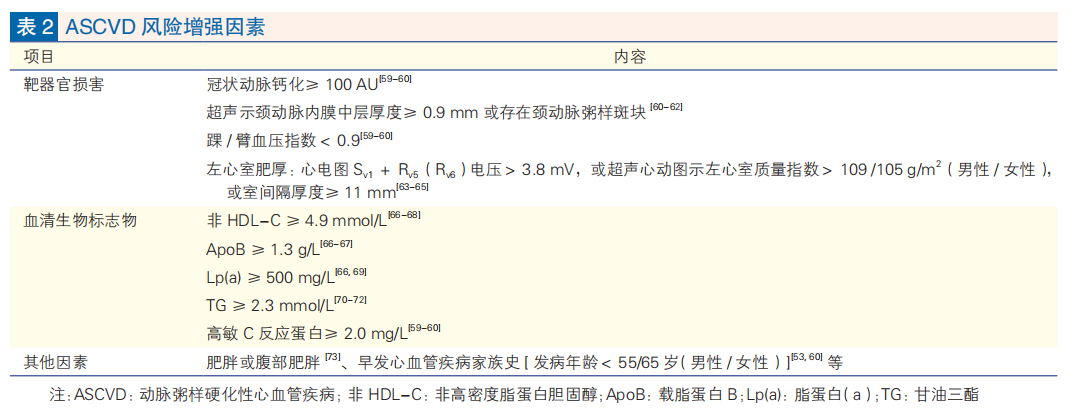 表 2 ASCVD 风险增强因素
项目 内容
靶器官损害 冠状动脉钙化≥ 100 AU[59-60]
超声示颈动脉内膜中层厚度≥ 0.9 mm 或存在颈动脉粥样斑块 [60-62]
踝 / 臂血压指数 < 0.9[59-60]
左心室肥厚: 心电图 Sv1 + Rv5 ( Rv6 ) 电压> 3.8 mV, 或超声心动图示左心室质量指数> 109 /105 g/m2 ( 男性 / 女性 ),
或室间隔厚度≥ 11 mm[63-65]
血清生物标志物 非 HDL-C ≥ 4.9 mmol/L[66-68]
ApoB ≥ 1.3 g/L[66-67]
Lp(a) ≥ 500 mg/L[66, 69]
TG ≥ 2.3 mmol/L[70-72]
高敏 C 反应蛋白≥ 2.0 mg/L[59-60]
其他因素 肥胖或腹部肥胖 [73]、早发心血管疾病家族史 [ 发病年龄< 55/65 岁( 男性 / 女性 ) ][53, 60] 等
注: ASCVD: 动脉粥样硬化性心血管疾病; 非 HDL-C: 非高密度脂蛋白胆固醇; ApoB: 载脂蛋白 B; Lp(a): 脂蛋白( a ); TG: 甘油三酯